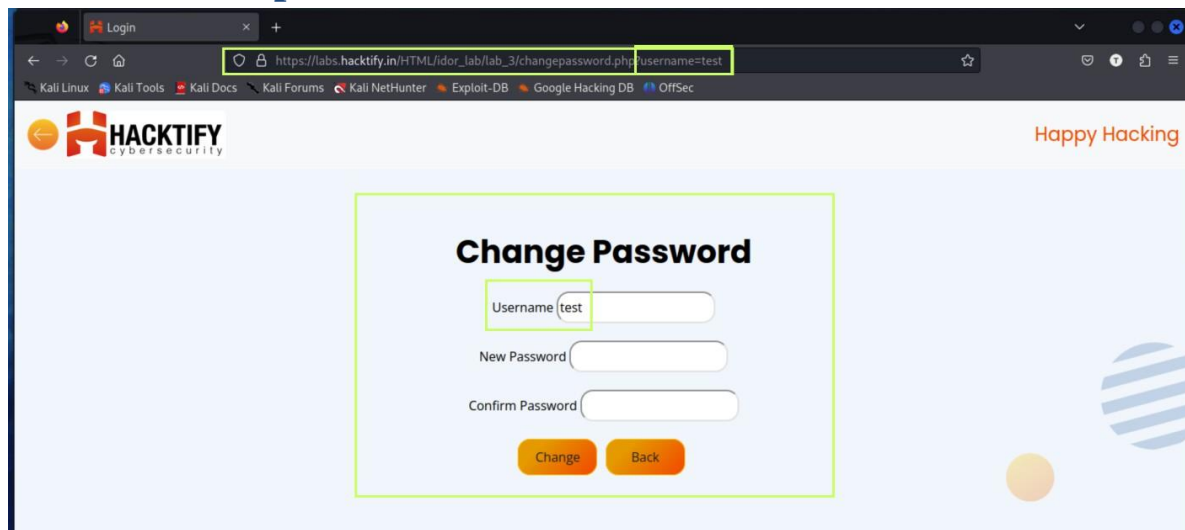 Login
https://labs.hacktify.in/HTML/idor_lab/lab_3/changepassword.php?username=test
Kali Linux Kali Tools Kali Docs Kali Forums Kali NetHunter Exploit-DB Google Hacking DB OffSec
HACKTIFY
cybersecurity
Happy Hacking
Change Password
Username test
New Password
Confirm Password
Change Back